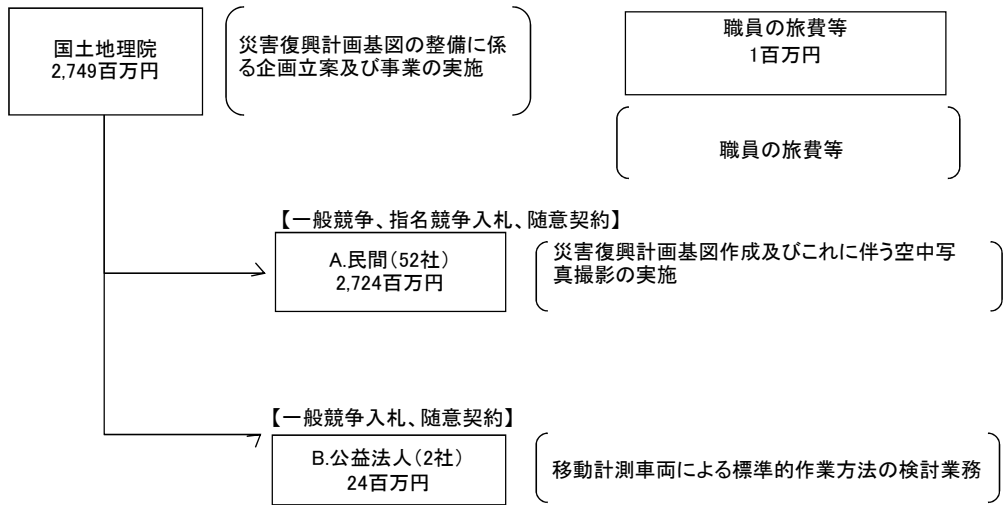 国土地理院
2,749百万円
災害復興計画基図の整備に係
る企画立案及び事業の実施
職員の旅費等
1百万円
職員の旅費等
【一般競争、指名競争入札、随意契約】
A.民間（52社）
2,724百万円
災害復興計画基図作成及びこれに伴う空中写
真撮影の実施
【一般競争入札、随意契約】
B.公益法人（2社）
24百万円
移動計測車両による標準的作業方法の検討業務